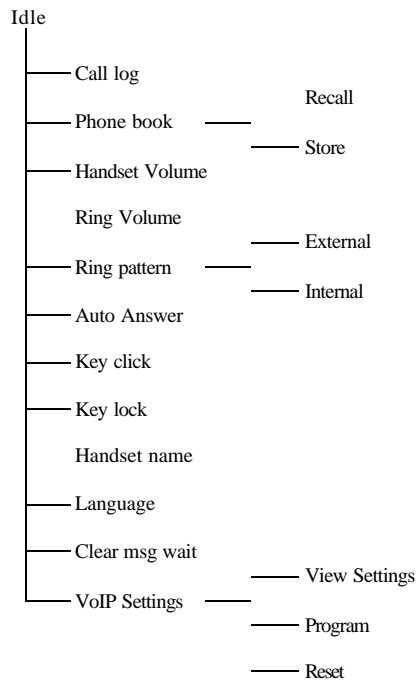 Idle
Call log
Phone book
Recall
Store
Handset Volume
Ring Volume
Ring pattern
External
Internal
Auto Answer
Key click
Key lock
Handset name
Language
Clear msg wait
VoIP Settings
View Settings
Program
Reset